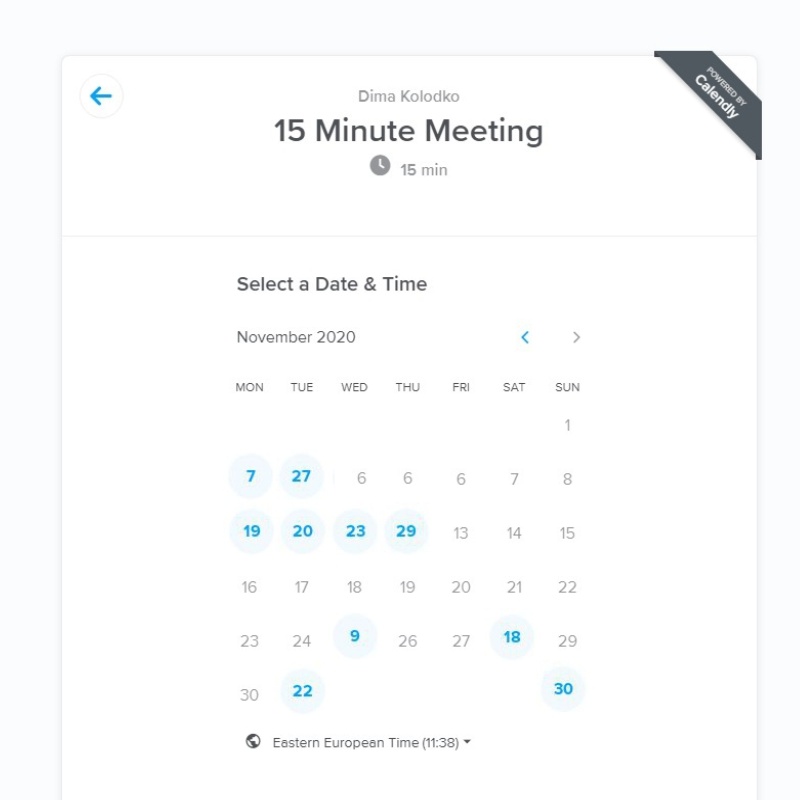 Dima Kolodko
POWERED BY
Calendly
15 Minute Meeting
15 min
Select a Date & Time
November 2020
MON TUE WED THU FRI SAT SUN
1
7 27 6 6 6 7 8
19 20 23 29 13 14 15
16 17 18 19 20 21 22
23 24 9 26 27 18 29
30 22 30
Eastern European Time (11:38)